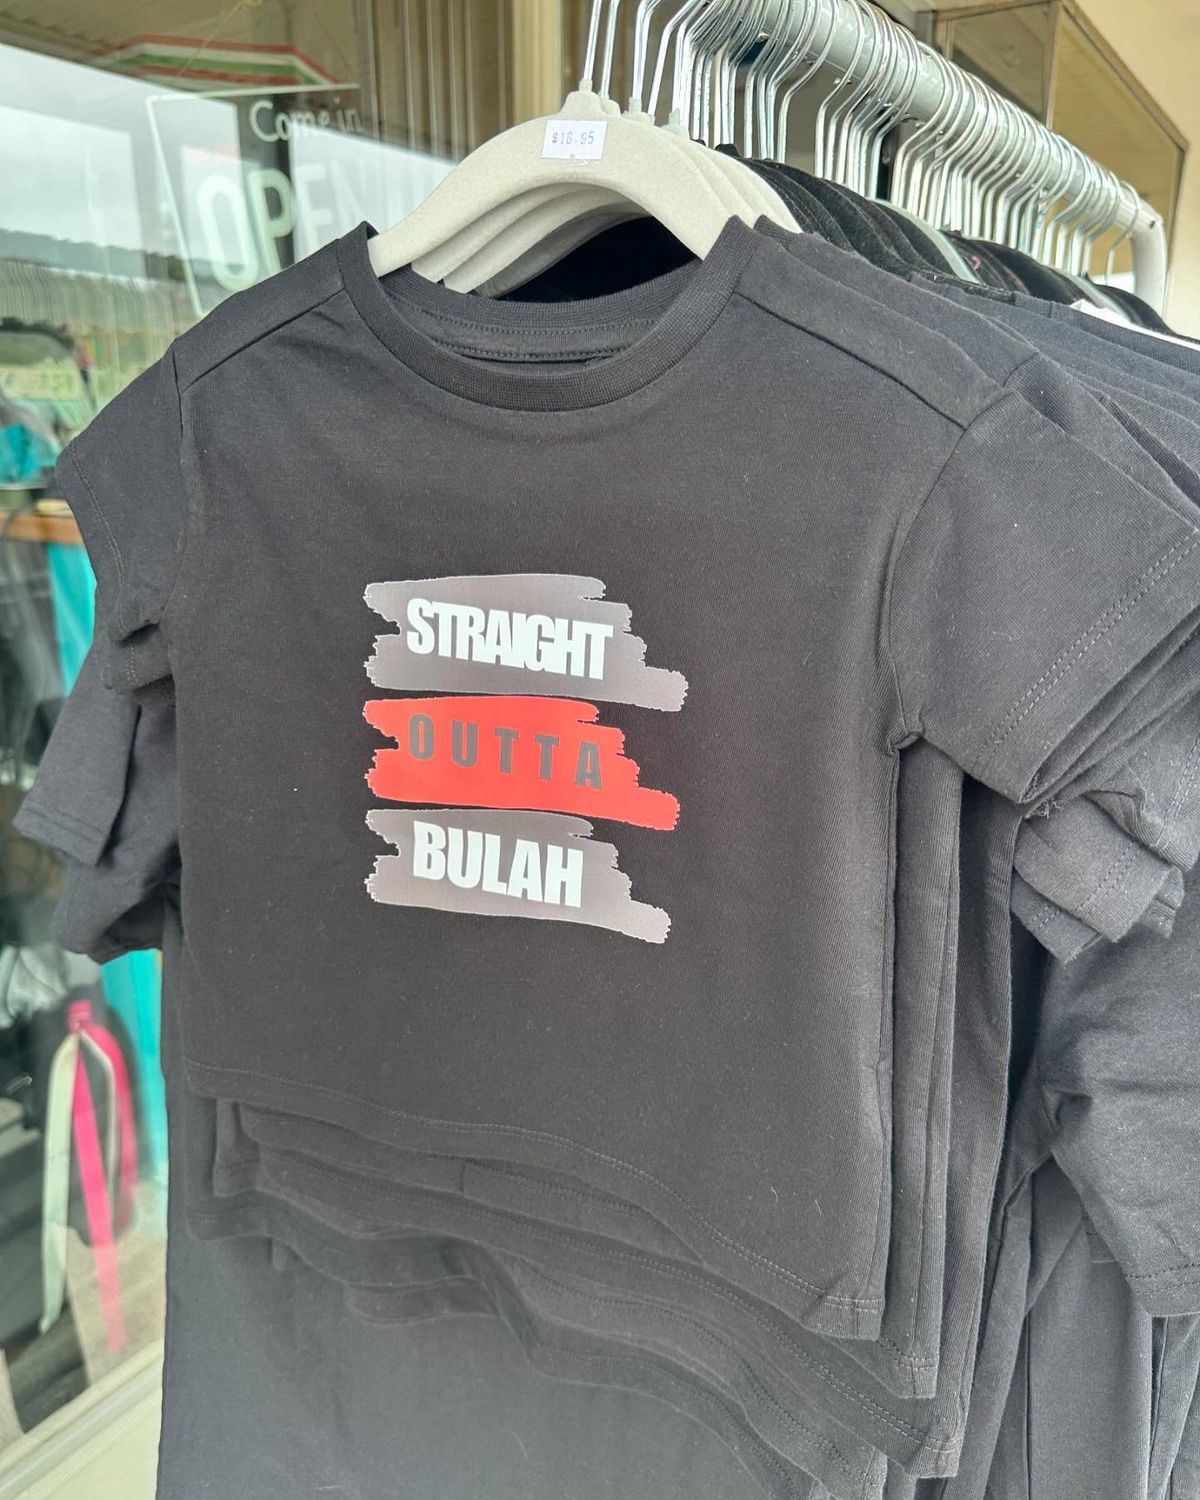 Come in
OPEN
$16.95
STRAIGHT
OUTTA
BULAH